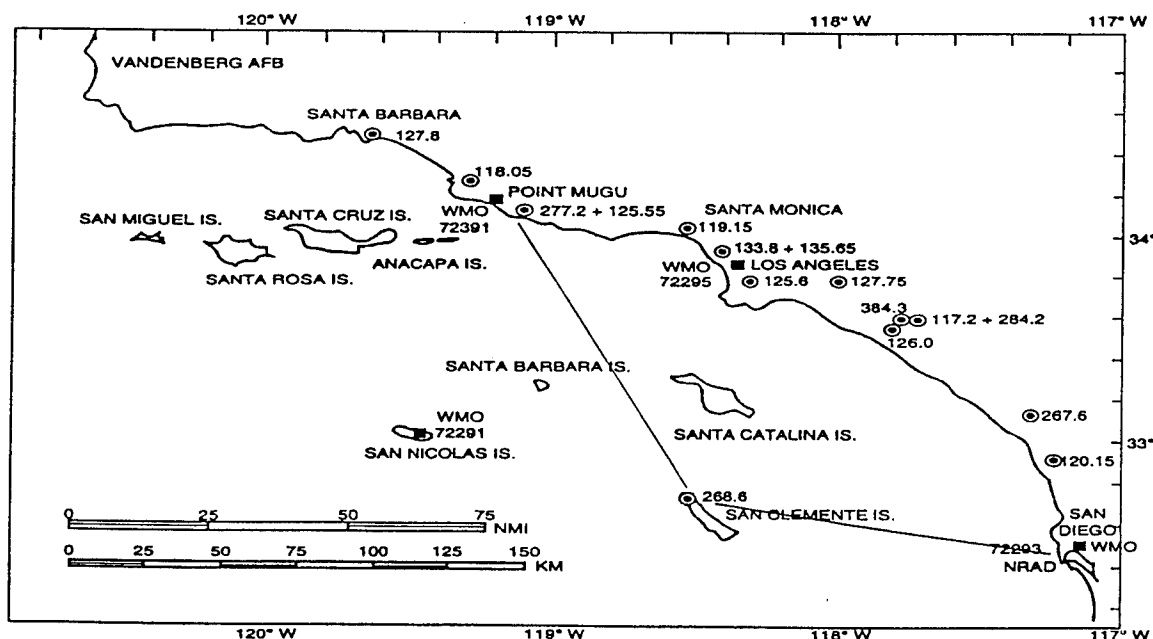 120° W
119° W
118° W
117° W
VANDENBERG AFB
SANTA BARBARA
127.8
118.05
POINT MUGU
277.2 + 125.55
WMO
72391
SAN MIGUEL IS.
SANTA CRUZ IS.
SANTA ROSA IS.
ANACAPA IS.
SANTA MONICA
119.15
133.8 + 135.65
LOS ANGELES
WMO
72295
125.6
127.75
34°
384.3
117.2 + 284.2
126.0
SANTA BARBARA IS.
WMO
72291
SAN NICOLAS IS.
SANTA CATALINA IS.
267.6
33°
120.15
268.6
SAN CLEMENTE IS.
SAN
DIEGO
WMO
72293
NRAD
0 25 50 75
NMI
0 25 50 75 100 125 150
KM
120° W
119° W
118° W
117° W